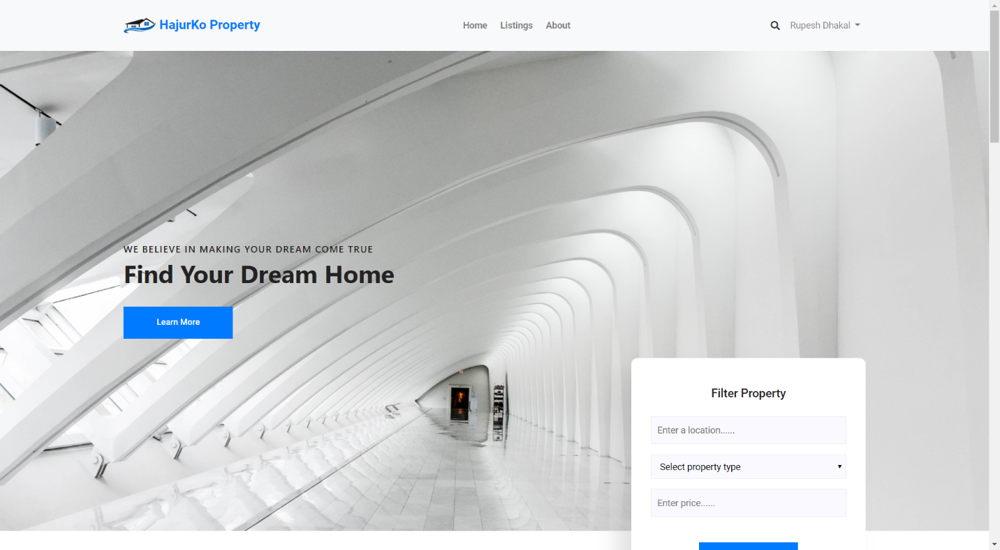 HajurKo Property
Home
Listings
About
Rupesh Dhakal
WE BELIEVE IN MAKING YOUR DREAM COME TRUE
Find Your Dream Home
Learn More
Filter Property
Enter a location......
Select property type
Enter price......